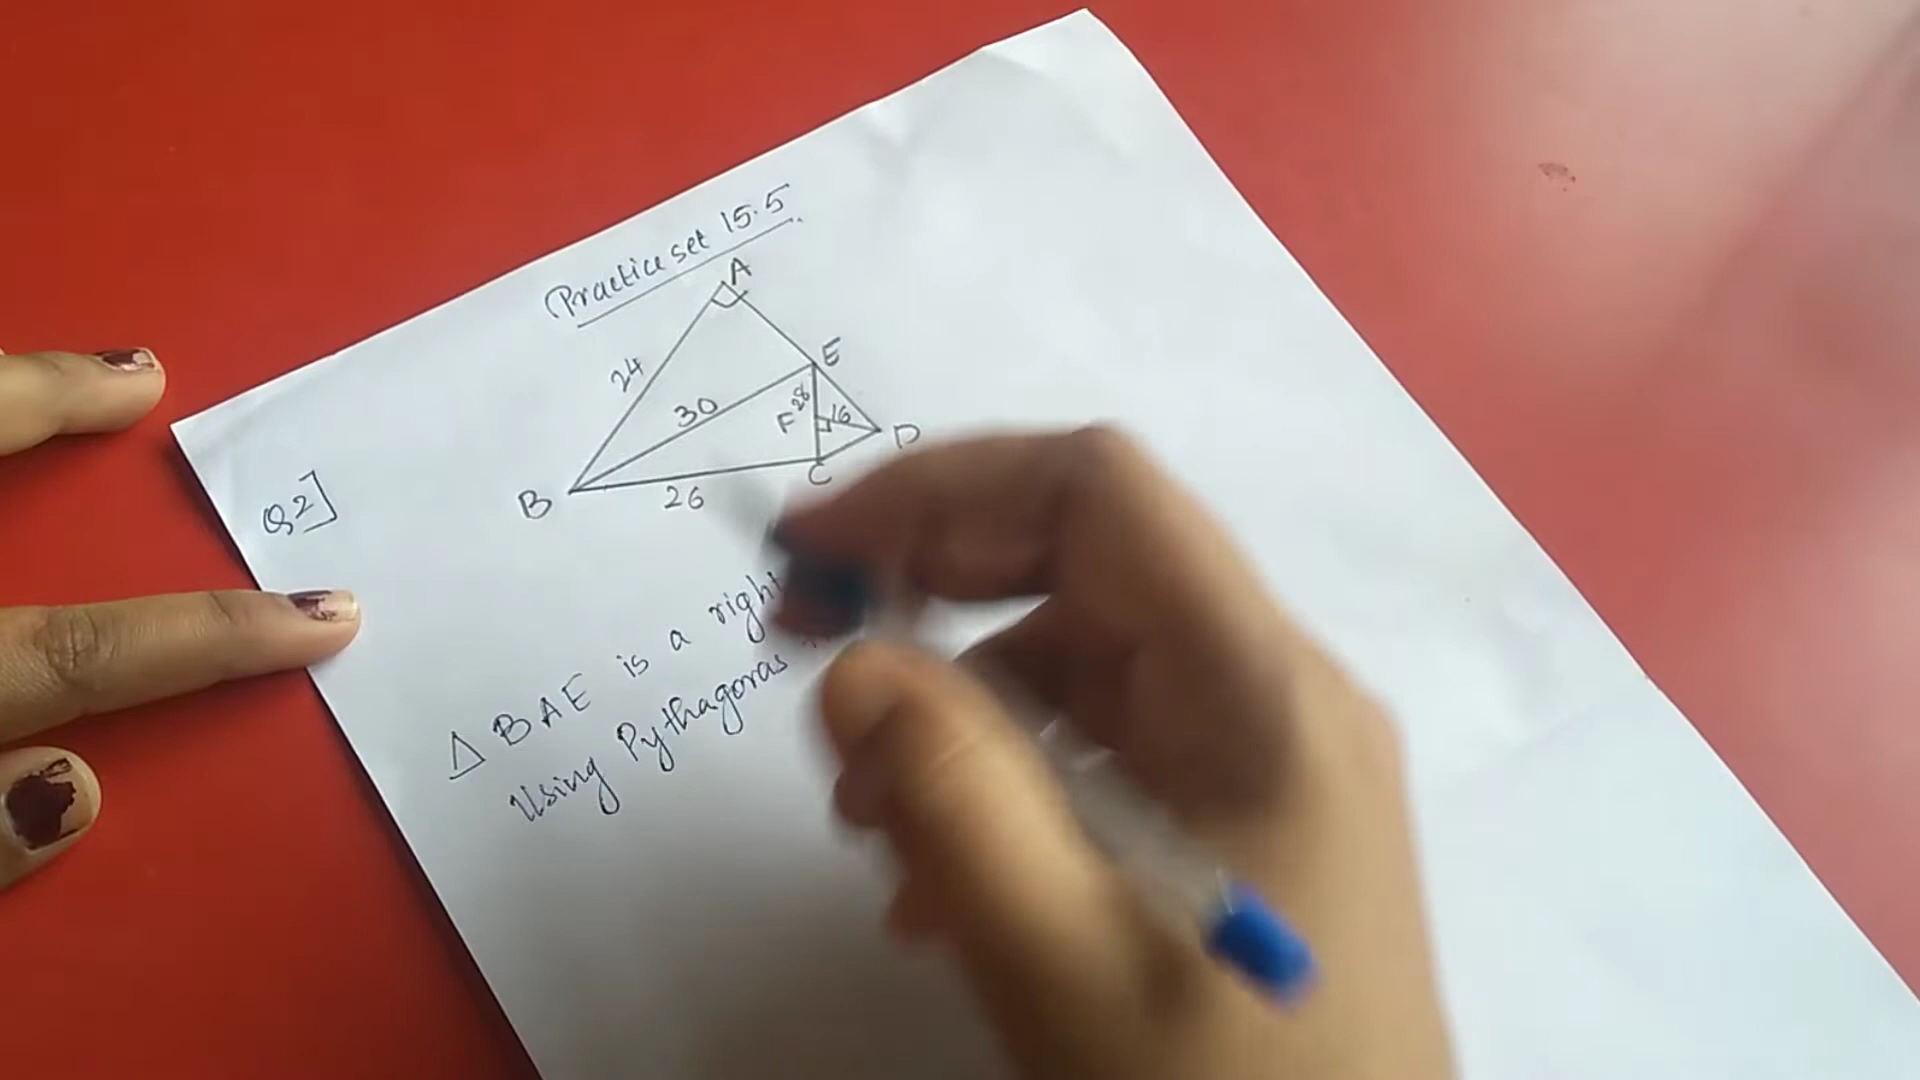 Practice set 15.5
A
24
E
30
28
F
16
D
B
26
C
Q2]
Δ BAE is a right
Using Pythagoras